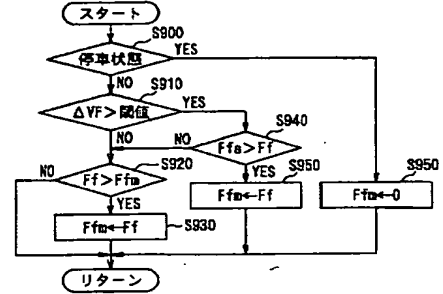 スタート
S900
停車状態
YES
NO
S910
ΔVF>閾値
YES
NO
S940
NO
Ffs>Ff
S920
YES
S950
S950
NO
Ff>Ffm
YES
Ffm←Ff
Ffm←0
Ffm←Ff
S930
リターン